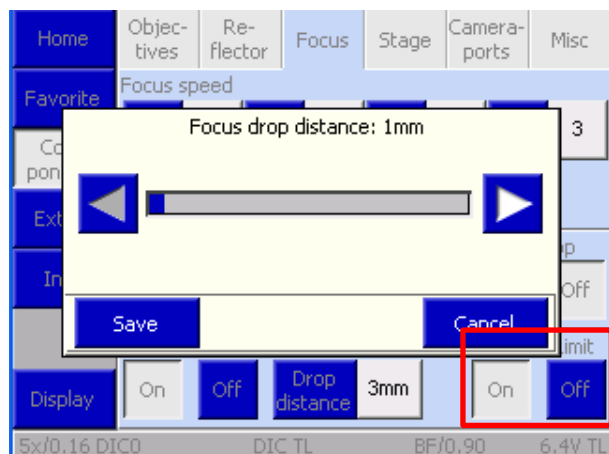 Home
Objec-
tives
Re-
flector
Focus
Stage
Camera-
ports
Misc
Favorite
Focus speed
3
Focus drop distance: 1mm
Off
Save
Cancel
Display
On
Off
Drop
distance
3mm
On
Off
5x/0.16 DIC0
DIC TL
BF/0.90
6.4V TL